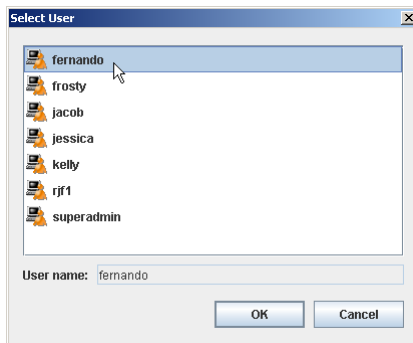 Select User
fernando
frosty
jacob
jessica
kelly
rjf1
superadmin
User name: fernando
OK Cancel